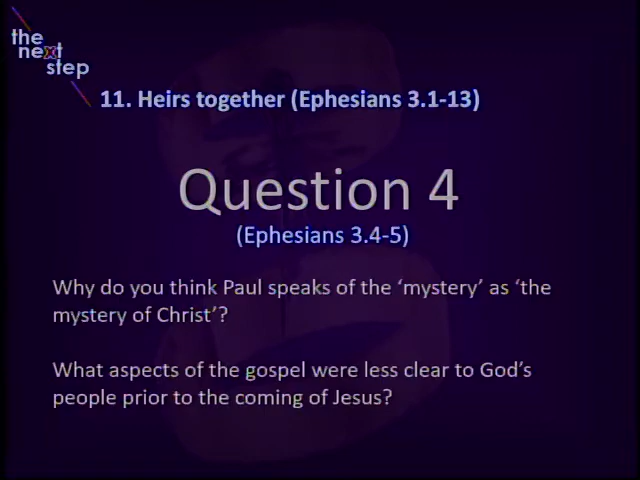 the
next
step
11. Heirs together (Ephesians 3.1-13)
Question 4
(Ephesians 3.4-5)
Why do you think Paul speaks of the ‘mystery’ as ‘the
mystery of Christ’?
What aspects of the gospel were less clear to God’s
people prior to the coming of Jesus?